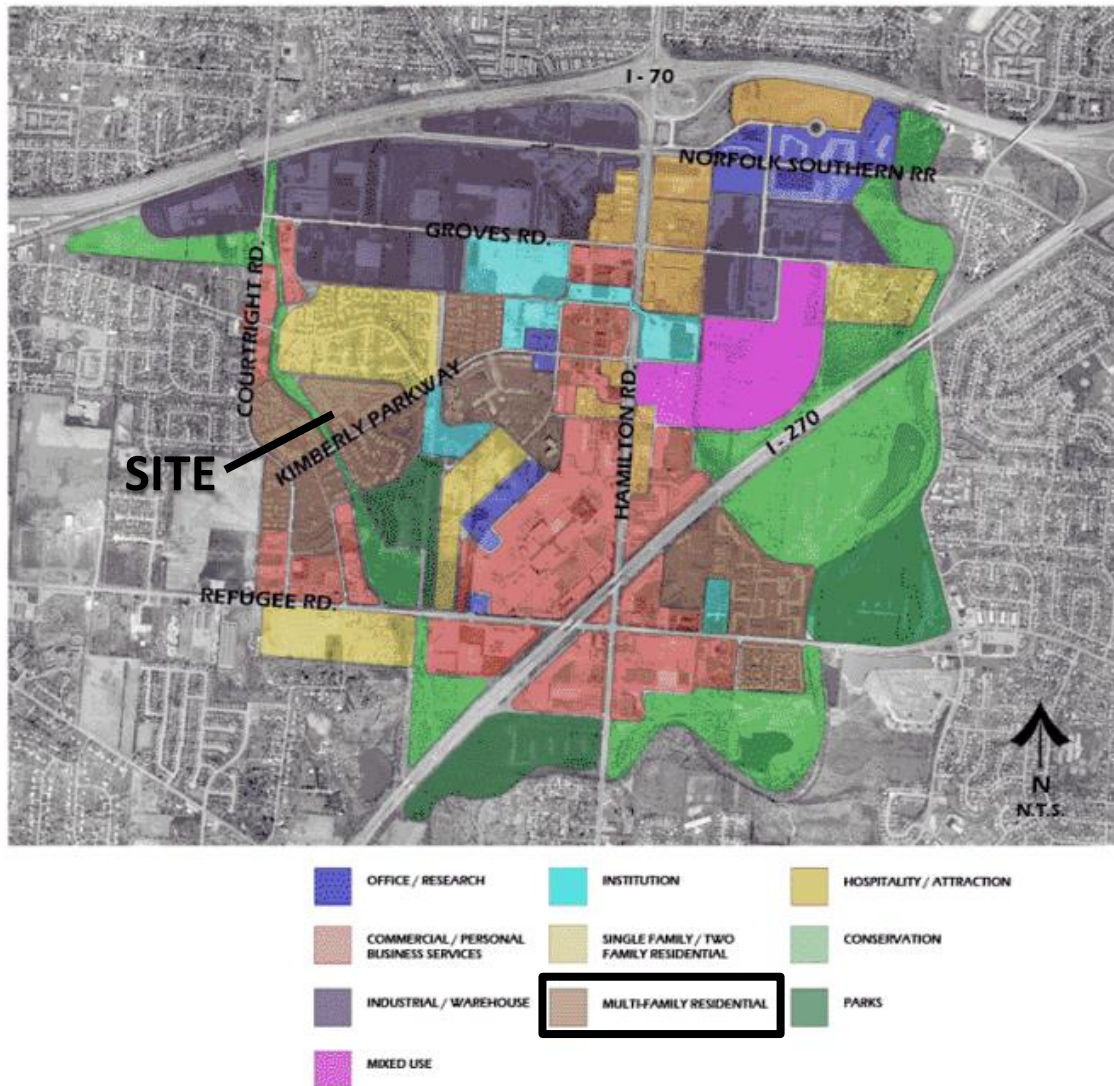 I - 70
NORFOLK SOUTHERN RR
GROVES RD.
COURTRIGHT RD.
KIMBERLY PARKWAY
HAMILTON RD.
I - 270
SITE
REFUGEE RD.
N
N.T.S.
OFFICE / RESEARCH
INSTITUTION
HOSPITALITY / ATTRACTION
COMMERCIAL / PERSONAL
BUSINESS SERVICES
SINGLE FAMILY / TWO
FAMILY RESIDENTIAL
CONSERVATION
INDUSTRIAL / WAREHOUSE
MULTI-FAMILY RESIDENTIAL
PARKS
MIXED USE